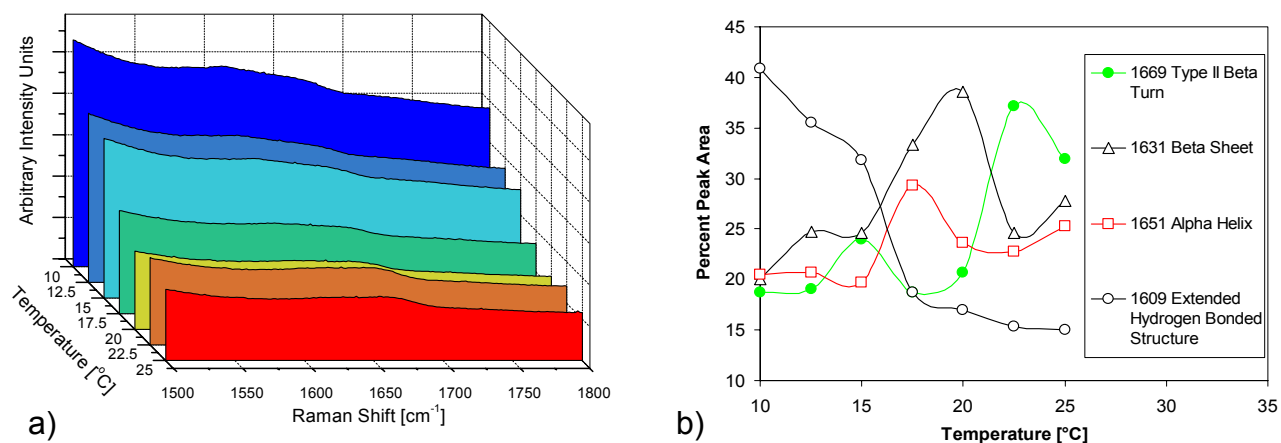 Arbitrary Intensity Units
10
12.5
15
17.5
20
22.5
25
Temperature [°C]
1500
1550
1600
1650
1700
1750
1800
Raman Shift [cm-1]
a)
45
40
35
30
25
20
15
10
Percent Peak Area
10
15
20
25
30
35
Temperature [°C]
1669 Type II Beta
Turn
1631 Beta Sheet
1651 Alpha Helix
1609 Extended
Hydrogen Bonded
Structure
b)